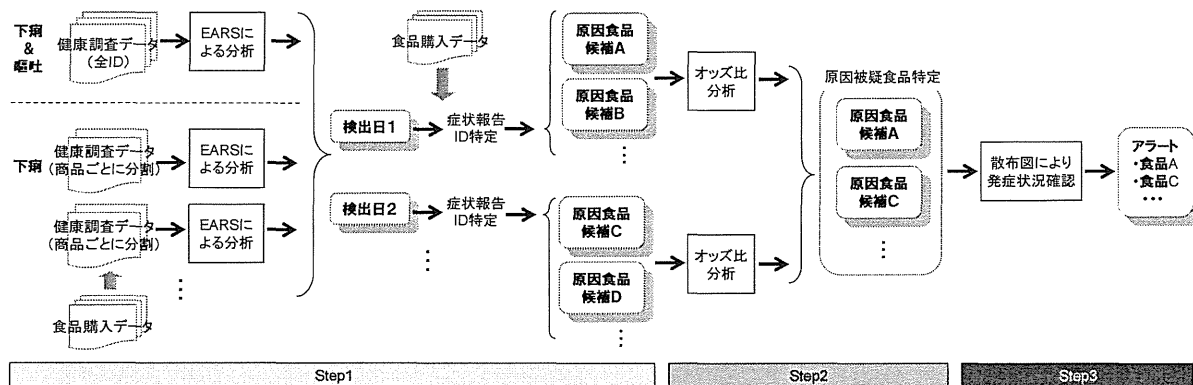 下痢
&
嘔吐
健康調査データ
(全ID)
EARSに
よる分析
下痢
健康調査データ
(商品ごとに分割)
EARSに
よる分析
健康調査データ
(商品ごとに分割)
EARSに
よる分析
⋮
食品購入データ
食品購入データ
検出日1
症状報告
ID特定
検出日2
症状報告
ID特定
⋮
原因食品
候補A
原因食品
候補B
⋮
原因食品
候補C
原因食品
候補D
⋮
オッズ比
分析
オッズ比
分析
原因被疑食品特定
原因食品
候補A
原因食品
候補C
⋮
散布図により
発症状況確認
アラート
・食品A
・食品C
…
Step1
Step2
Step3